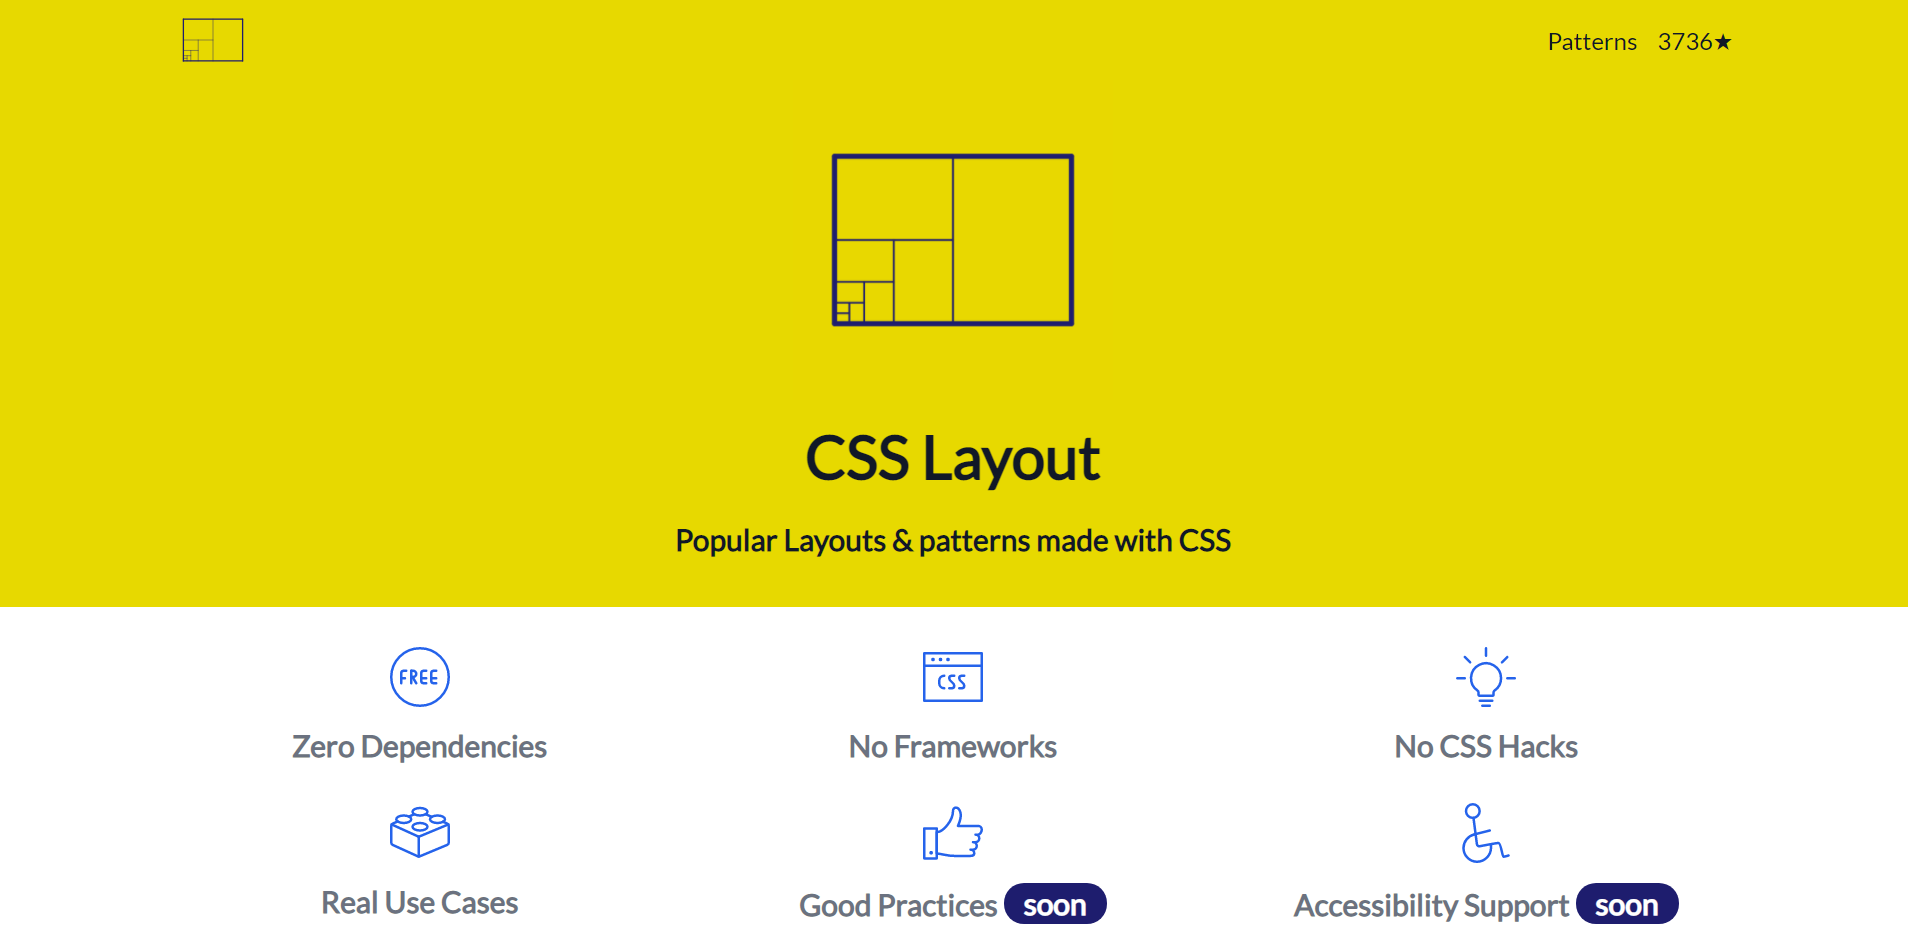 Patterns 3736★
CSS Layout
Popular Layouts & patterns made with CSS
FREE
CSS
Zero Dependencies
No Frameworks
No CSS Hacks
Real Use Cases
Good Practices soon
Accessibility Support soon